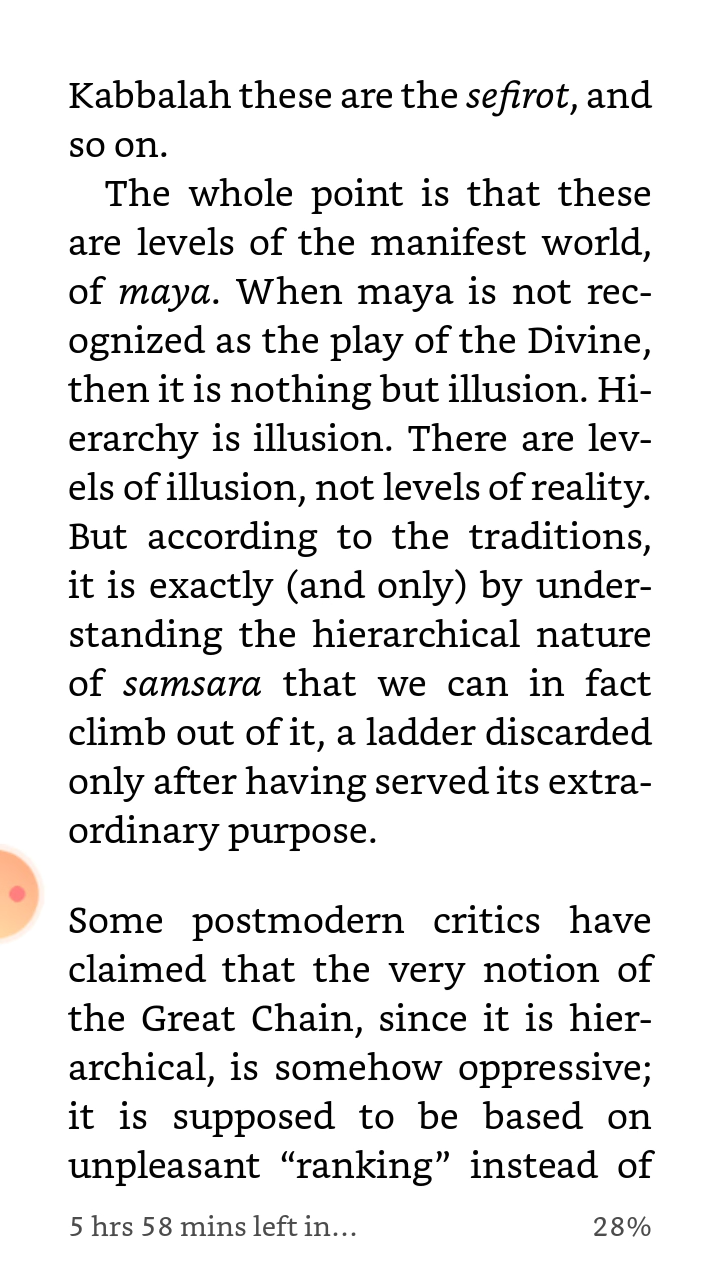 Kabbalah these are the sefirot, and
so on.
The whole point is that these
are levels of the manifest world,
of maya. When maya is not rec-
ognized as the play of the Divine,
then it is nothing but illusion. Hi-
erarchy is illusion. There are lev-
els of illusion, not levels of reality.
But according to the traditions,
it is exactly (and only) by under-
standing the hierarchical nature
of samsara that we can in fact
climb out of it, a ladder discarded
only after having served its extra-
ordinary purpose.
Some postmodern critics have
claimed that the very notion of
the Great Chain, since it is hier-
archical, is somehow oppressive;
it is supposed to be based on
unpleasant “ranking” instead of
5 hrs 58 mins left in... 28%